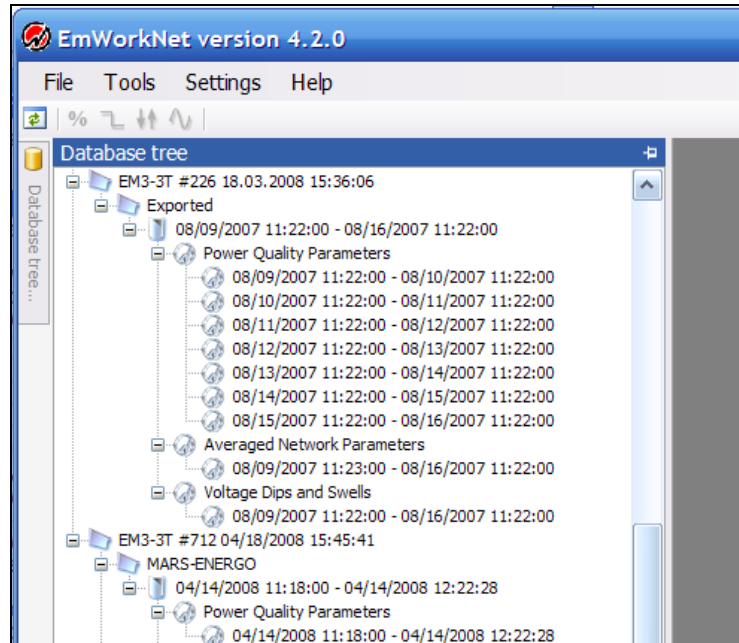 EmWorkNet version 4.2.0
File Tools Settings Help
%
Database tree
Database tree...
EM3-3T #226 18.03.2008 15:36:06
Exported
08/09/2007 11:22:00 - 08/16/2007 11:22:00
Power Quality Parameters
08/09/2007 11:22:00 - 08/10/2007 11:22:00
08/10/2007 11:22:00 - 08/11/2007 11:22:00
08/11/2007 11:22:00 - 08/12/2007 11:22:00
08/12/2007 11:22:00 - 08/13/2007 11:22:00
08/13/2007 11:22:00 - 08/14/2007 11:22:00
08/14/2007 11:22:00 - 08/15/2007 11:22:00
08/15/2007 11:22:00 - 08/16/2007 11:22:00
Averaged Network Parameters
08/09/2007 11:23:00 - 08/16/2007 11:22:00
Voltage Dips and Swells
08/09/2007 11:22:00 - 08/16/2007 11:22:00
EM3-3T #712 04/18/2008 15:45:41
MARS-ENERGO
04/14/2008 11:18:00 - 04/14/2008 12:22:28
Power Quality Parameters
04/14/2008 11:18:00 - 04/14/2008 12:22:28